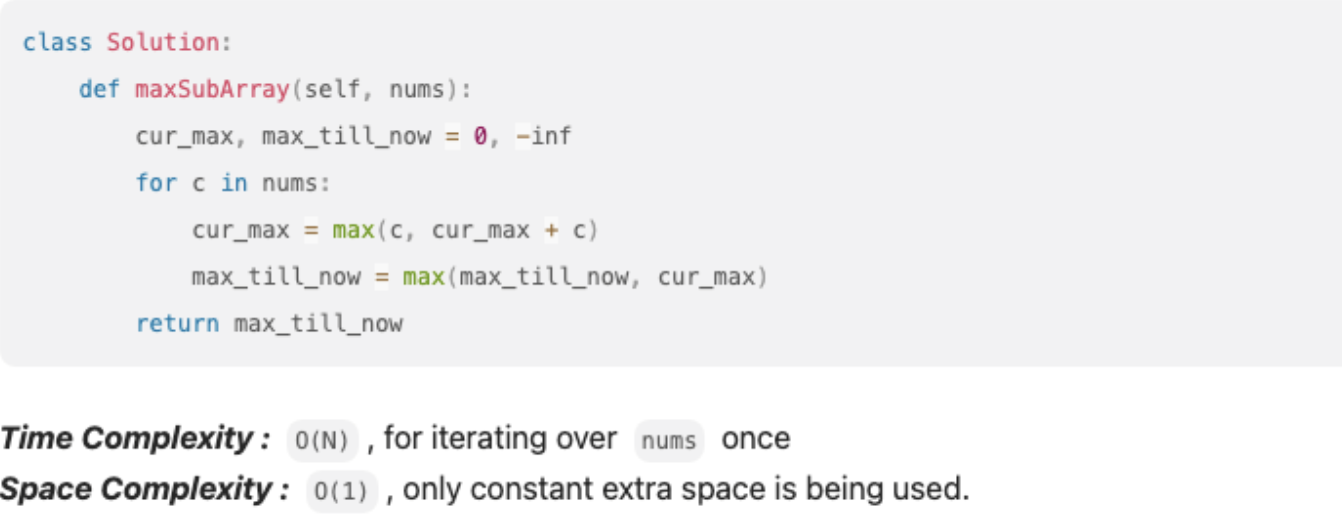 class Solution:
    def maxSubArray(self, nums):
        cur_max, max_till_now = 0, -inf
        for c in nums:
            cur_max = max(c, cur_max + c)
            max_till_now = max(max_till_now, cur_max)
        return max_till_now
Time Complexity : O(N) , for iterating over nums once
Space Complexity : O(1) , only constant extra space is being used.